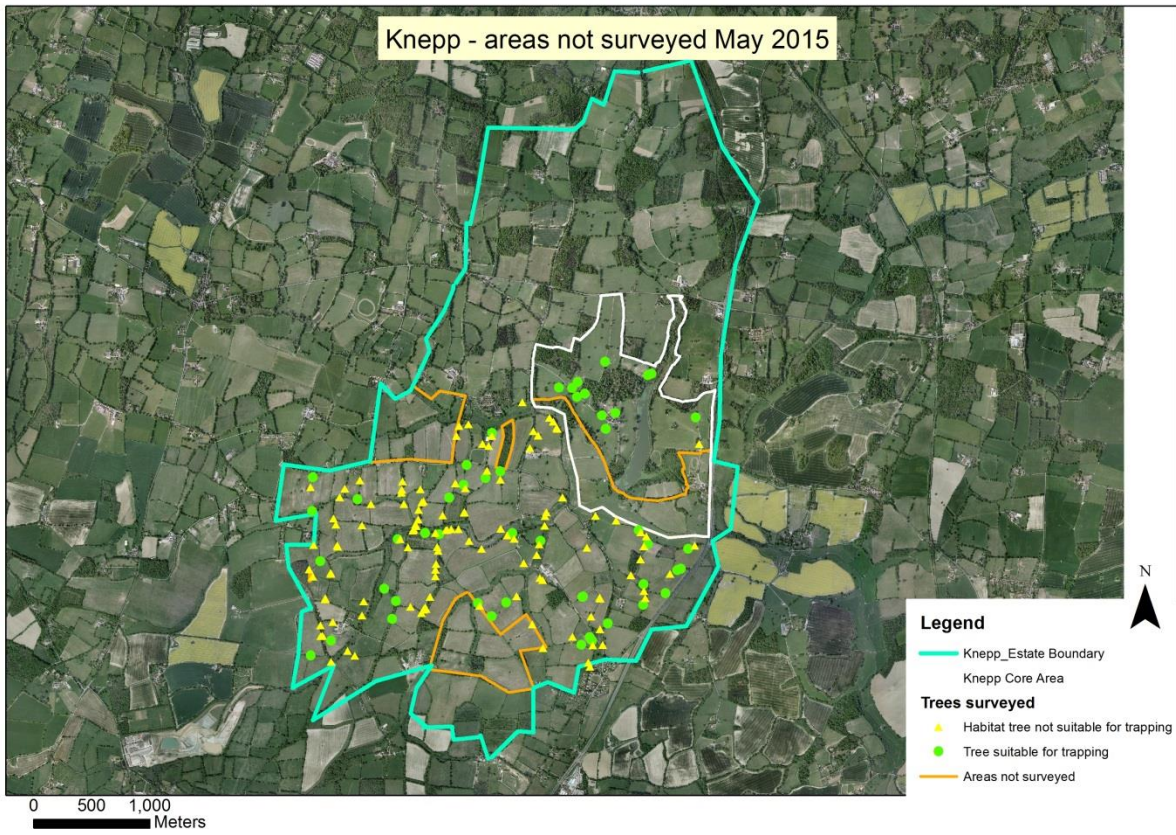 Knepp - areas not surveyed May 2015
N
Legend
Knepp_Estate Boundary
Knepp Core Area
Trees surveyed
Habitat tree not suitable for trapping
Tree suitable for trapping
Areas not surveyed
0 500 1,000
Meters